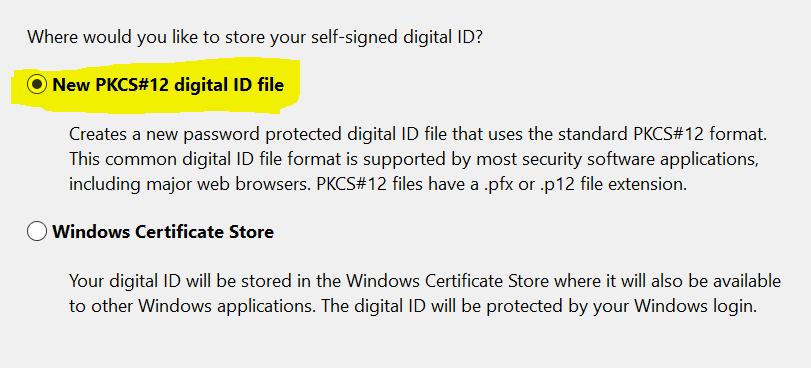 Where would you like to store your self-signed digital ID?
New PKCS#12 digital ID file
Creates a new password protected digital ID file that uses the standard PKCS#12 format.
This common digital ID file format is supported by most security software applications,
including major web browsers. PKCS#12 files have a .pfx or .p12 file extension.
Windows Certificate Store
Your digital ID will be stored in the Windows Certificate Store where it will also be available
to other Windows applications. The digital ID will be protected by your Windows login.